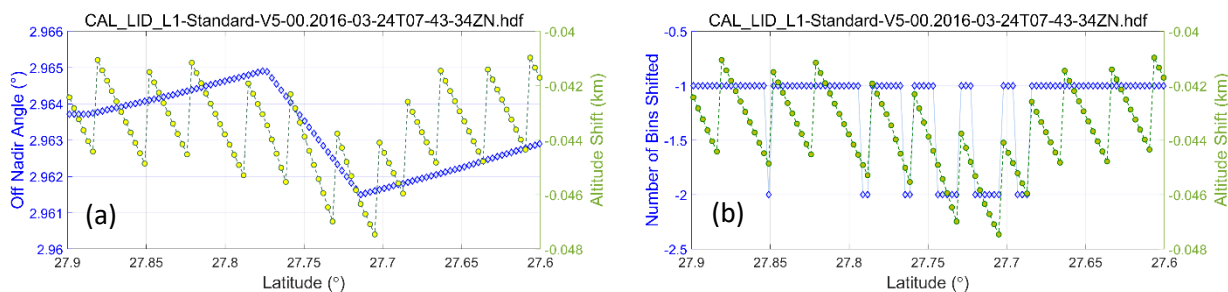 CAL_LID_L1-Standard-V5-00.2016-03-24T07-43-34ZN.hdf
Off Nadir Angle (°)
2.966
2.965
2.964
2.963
2.962
2.961
2.96
-0.04
-0.042
-0.044
-0.046
-0.048
Altitude Shift (km)
(a)
27.9 27.85 27.8 27.75 27.7 27.65 27.6
Latitude (°)
CAL_LID_L1-Standard-V5-00.2016-03-24T07-43-34ZN.hdf
Number of Bins Shifted
-0.5
-1
-1.5
-2
-2.5
-0.04
-0.042
-0.044
-0.046
-0.048
Altitude Shift (km)
(b)
27.9 27.85 27.8 27.75 27.7 27.65 27.6
Latitude (°)